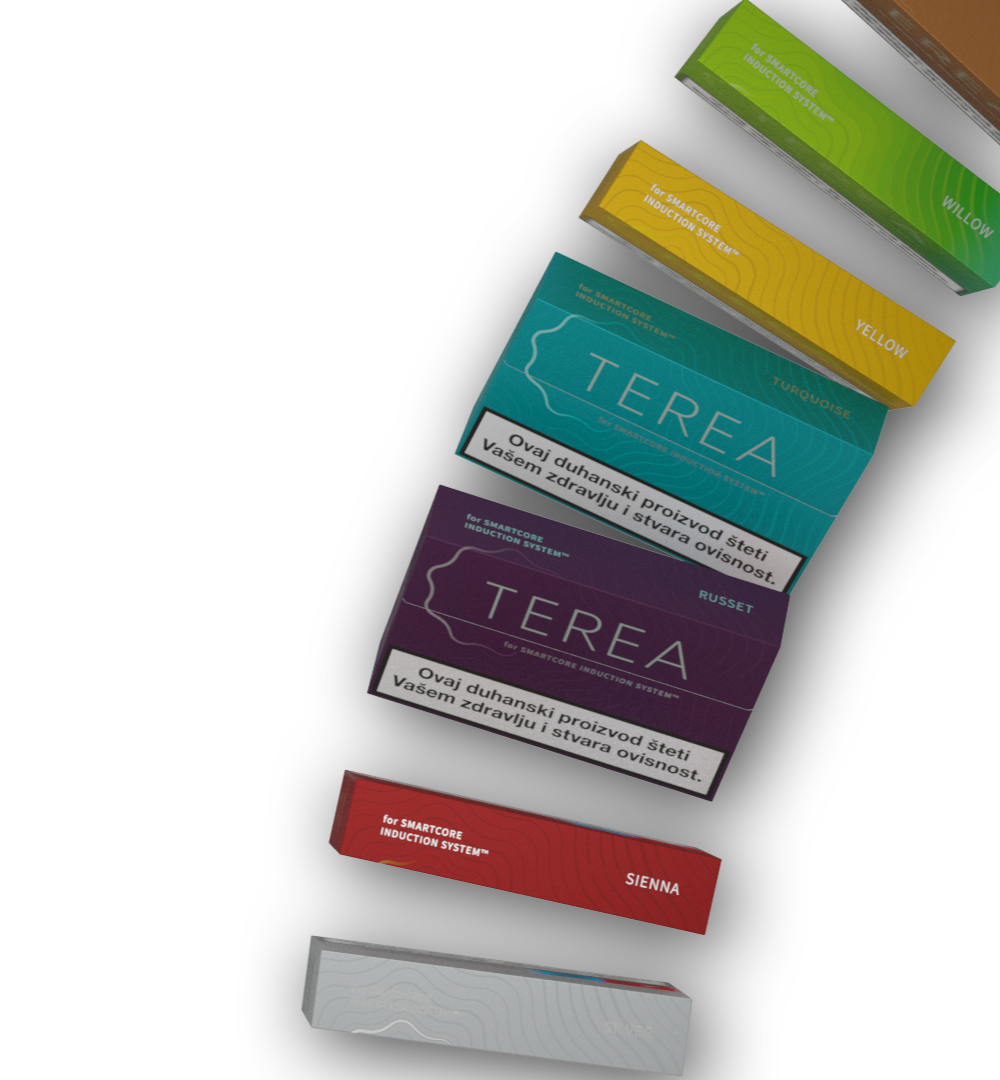 for SMARTCORE
INDUCTION SYSTEM™
WILLOW
for SMARTCORE
INDUCTION SYSTEM™
YELLOW
for SMARTCORE
INDUCTION SYSTEM™
TURQUOISE
TEREA
for SMARTCORE INDUCTION SYSTEM™
Ovaj duhanski proizvod šteti
Vašem zdravlju i stvara ovisnost.
for SMARTCORE
INDUCTION SYSTEM™
RUSSET
TEREA
for SMARTCORE INDUCTION SYSTEM™
Ovaj duhanski proizvod šteti
Vašem zdravlju i stvara ovisnost.
for SMARTCORE
INDUCTION SYSTEM™
SIENNA